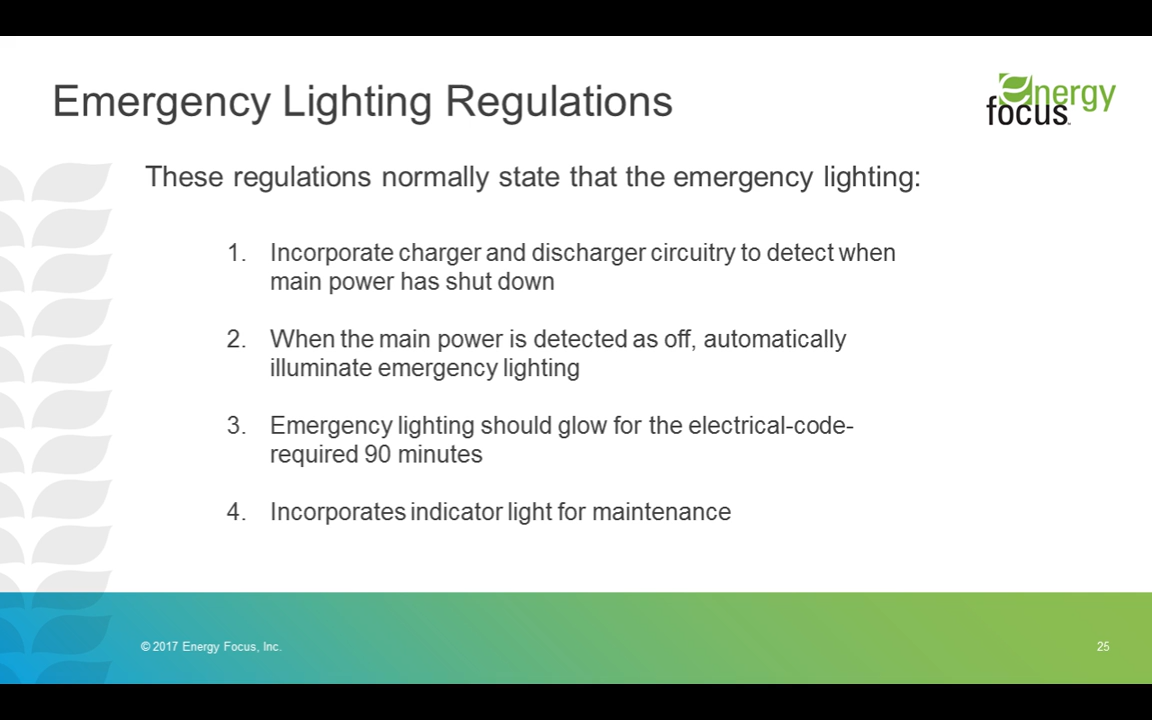 Emergency Lighting Regulations
energy
focus™
These regulations normally state that the emergency lighting:
1. Incorporate charger and discharger circuitry to detect when
main power has shut down
2. When the main power is detected as off, automatically
illuminate emergency lighting
3. Emergency lighting should glow for the electrical-code-
required 90 minutes
4. Incorporates indicator light for maintenance
© 2017 Energy Focus, Inc.
25